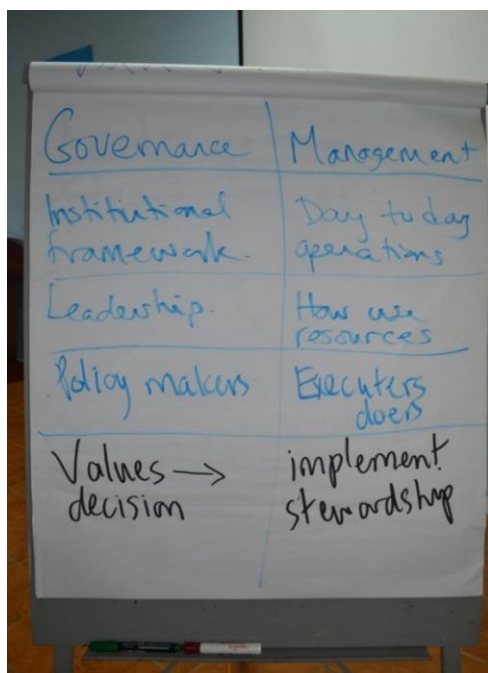 Governance
Management
Institutional
framework.
Day to day
operations
Leadership.
How use
resources
Policy makers
Executers
doers
Values →
decision
implement
stewardship